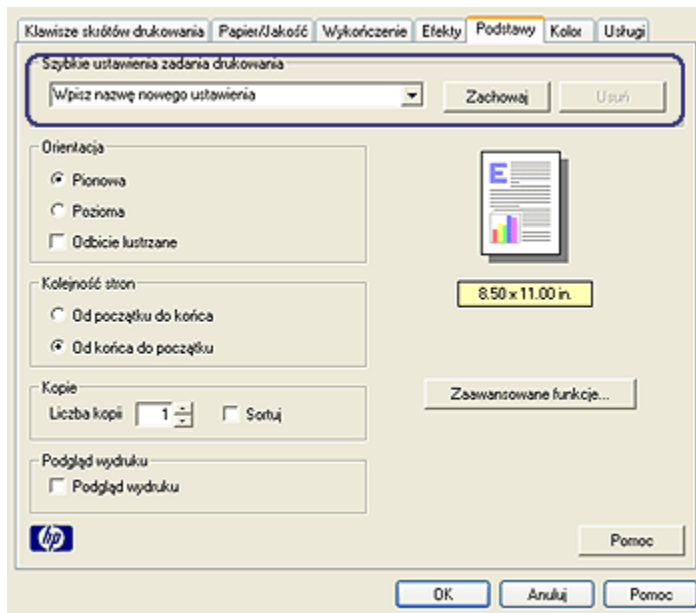 Klawisze skrótów drukowania Papier/Jakość Wykończenie Efekty Podstawy Kolor Usługi
Szybkie ustawienia zadania drukowania
Wpisz nazwę nowego ustawienia Zachowaj Usuń
Orientacja
Pionowa
Pozioma
Odbicie lustrzane
E
8.50 x 11.00 in.
Kolejność stron
Od początku do końca
Od końca do początku
Kopie
Liczba kopii 1 Sortuj
Zaawansowane funkcje...
Podgląd wydruku
Podgląd wydruku
hp
Pomoc
OK Anuluj Pomoc